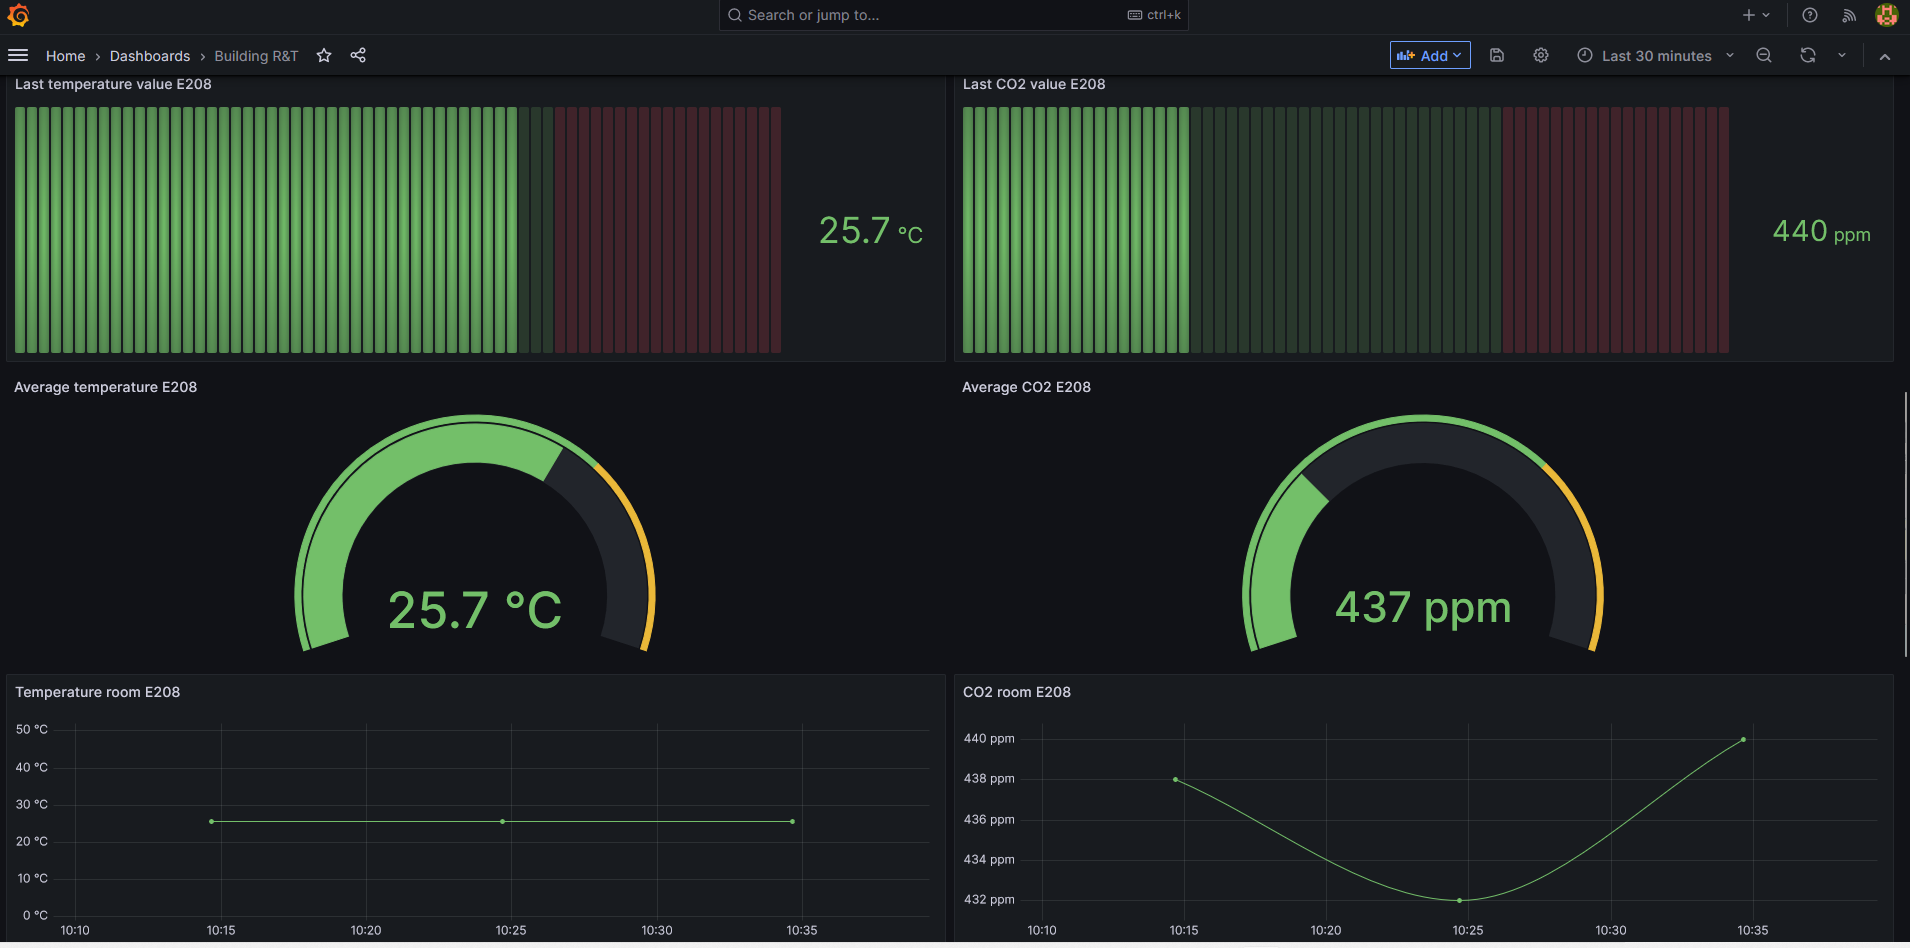 Search or jump to...
ctrl+k
Home › Dashboards › Building R&T
Add
Last 30 minutes
Last temperature value E208
25.7 °C
Last CO2 value E208
440 ppm
Average temperature E208
25.7 °C
Average CO2 E208
437 ppm
Temperature room E208
50 °C
40 °C
30 °C
20 °C
10 °C
0 °C
10:10 10:15 10:20 10:25 10:30 10:35
CO2 room E208
440 ppm
438 ppm
436 ppm
434 ppm
432 ppm
10:10 10:15 10:20 10:25 10:30 10:35